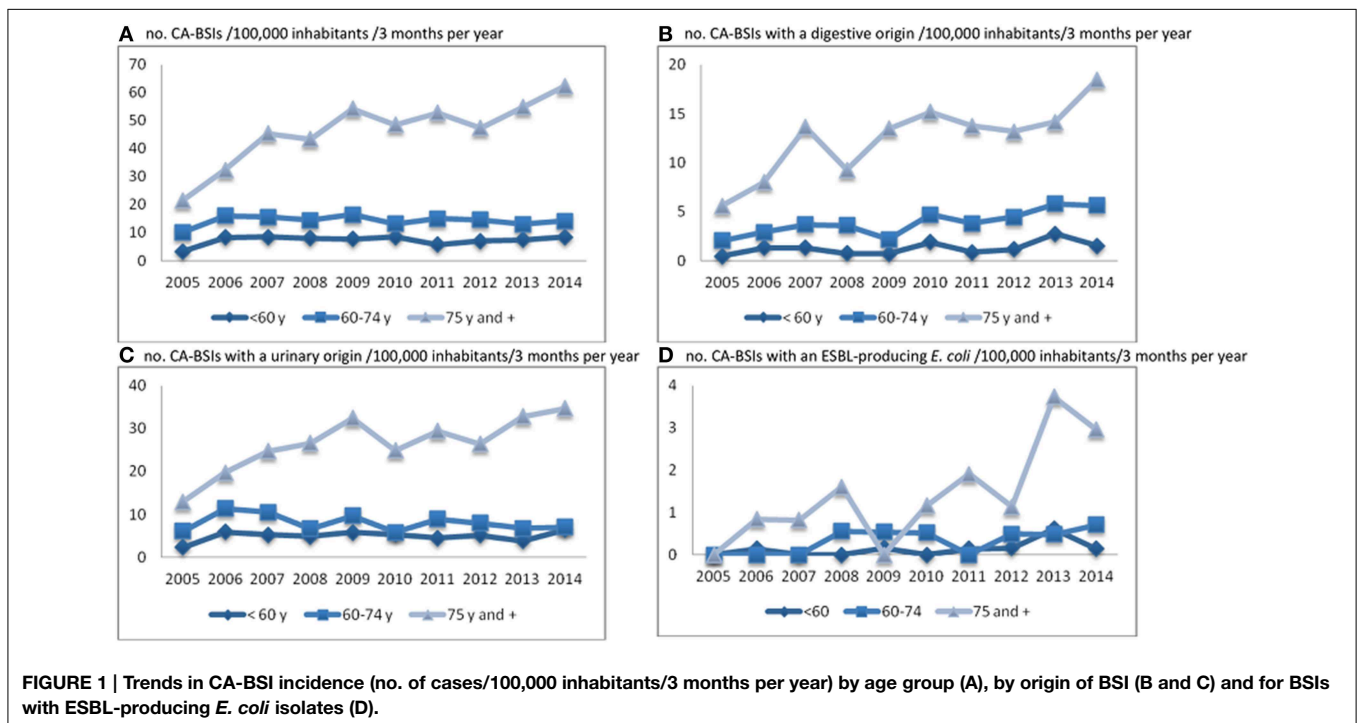 A no. CA-BSIs /100,000 inhabitants /3 months per year
70
60
50
40
30
20
10
0
2005 2006 2007 2008 2009 2010 2011 2012 2013 2014
<60 y 60-74 y 75 y and +
B no. CA-BSIs with a digestive origin /100,000 inhabitants/3 months per year
20
15
10
5
0
2005 2006 2007 2008 2009 2010 2011 2012 2013 2014
< 60 y 60-74 y 75 y and +
C no. CA-BSIs with a urinary origin /100,000 inhabitants/3 months per year
40
30
20
10
0
2005 2006 2007 2008 2009 2010 2011 2012 2013 2014
< 60 y 60-74 y 75 y and +
D no. CA-BSIs with an ESBL-producing E. coli /100,000 inhabitants/3 months per year
4
3
2
1
0
2005 2006 2007 2008 2009 2010 2011 2012 2013 2014
<60 60-74 75 and +
FIGURE 1 | Trends in CA-BSI incidence (no. of cases/100,000 inhabitants/3 months per year) by age group (A), by origin of BSI (B and C) and for BSIs
with ESBL-producing E. coli isolates (D).